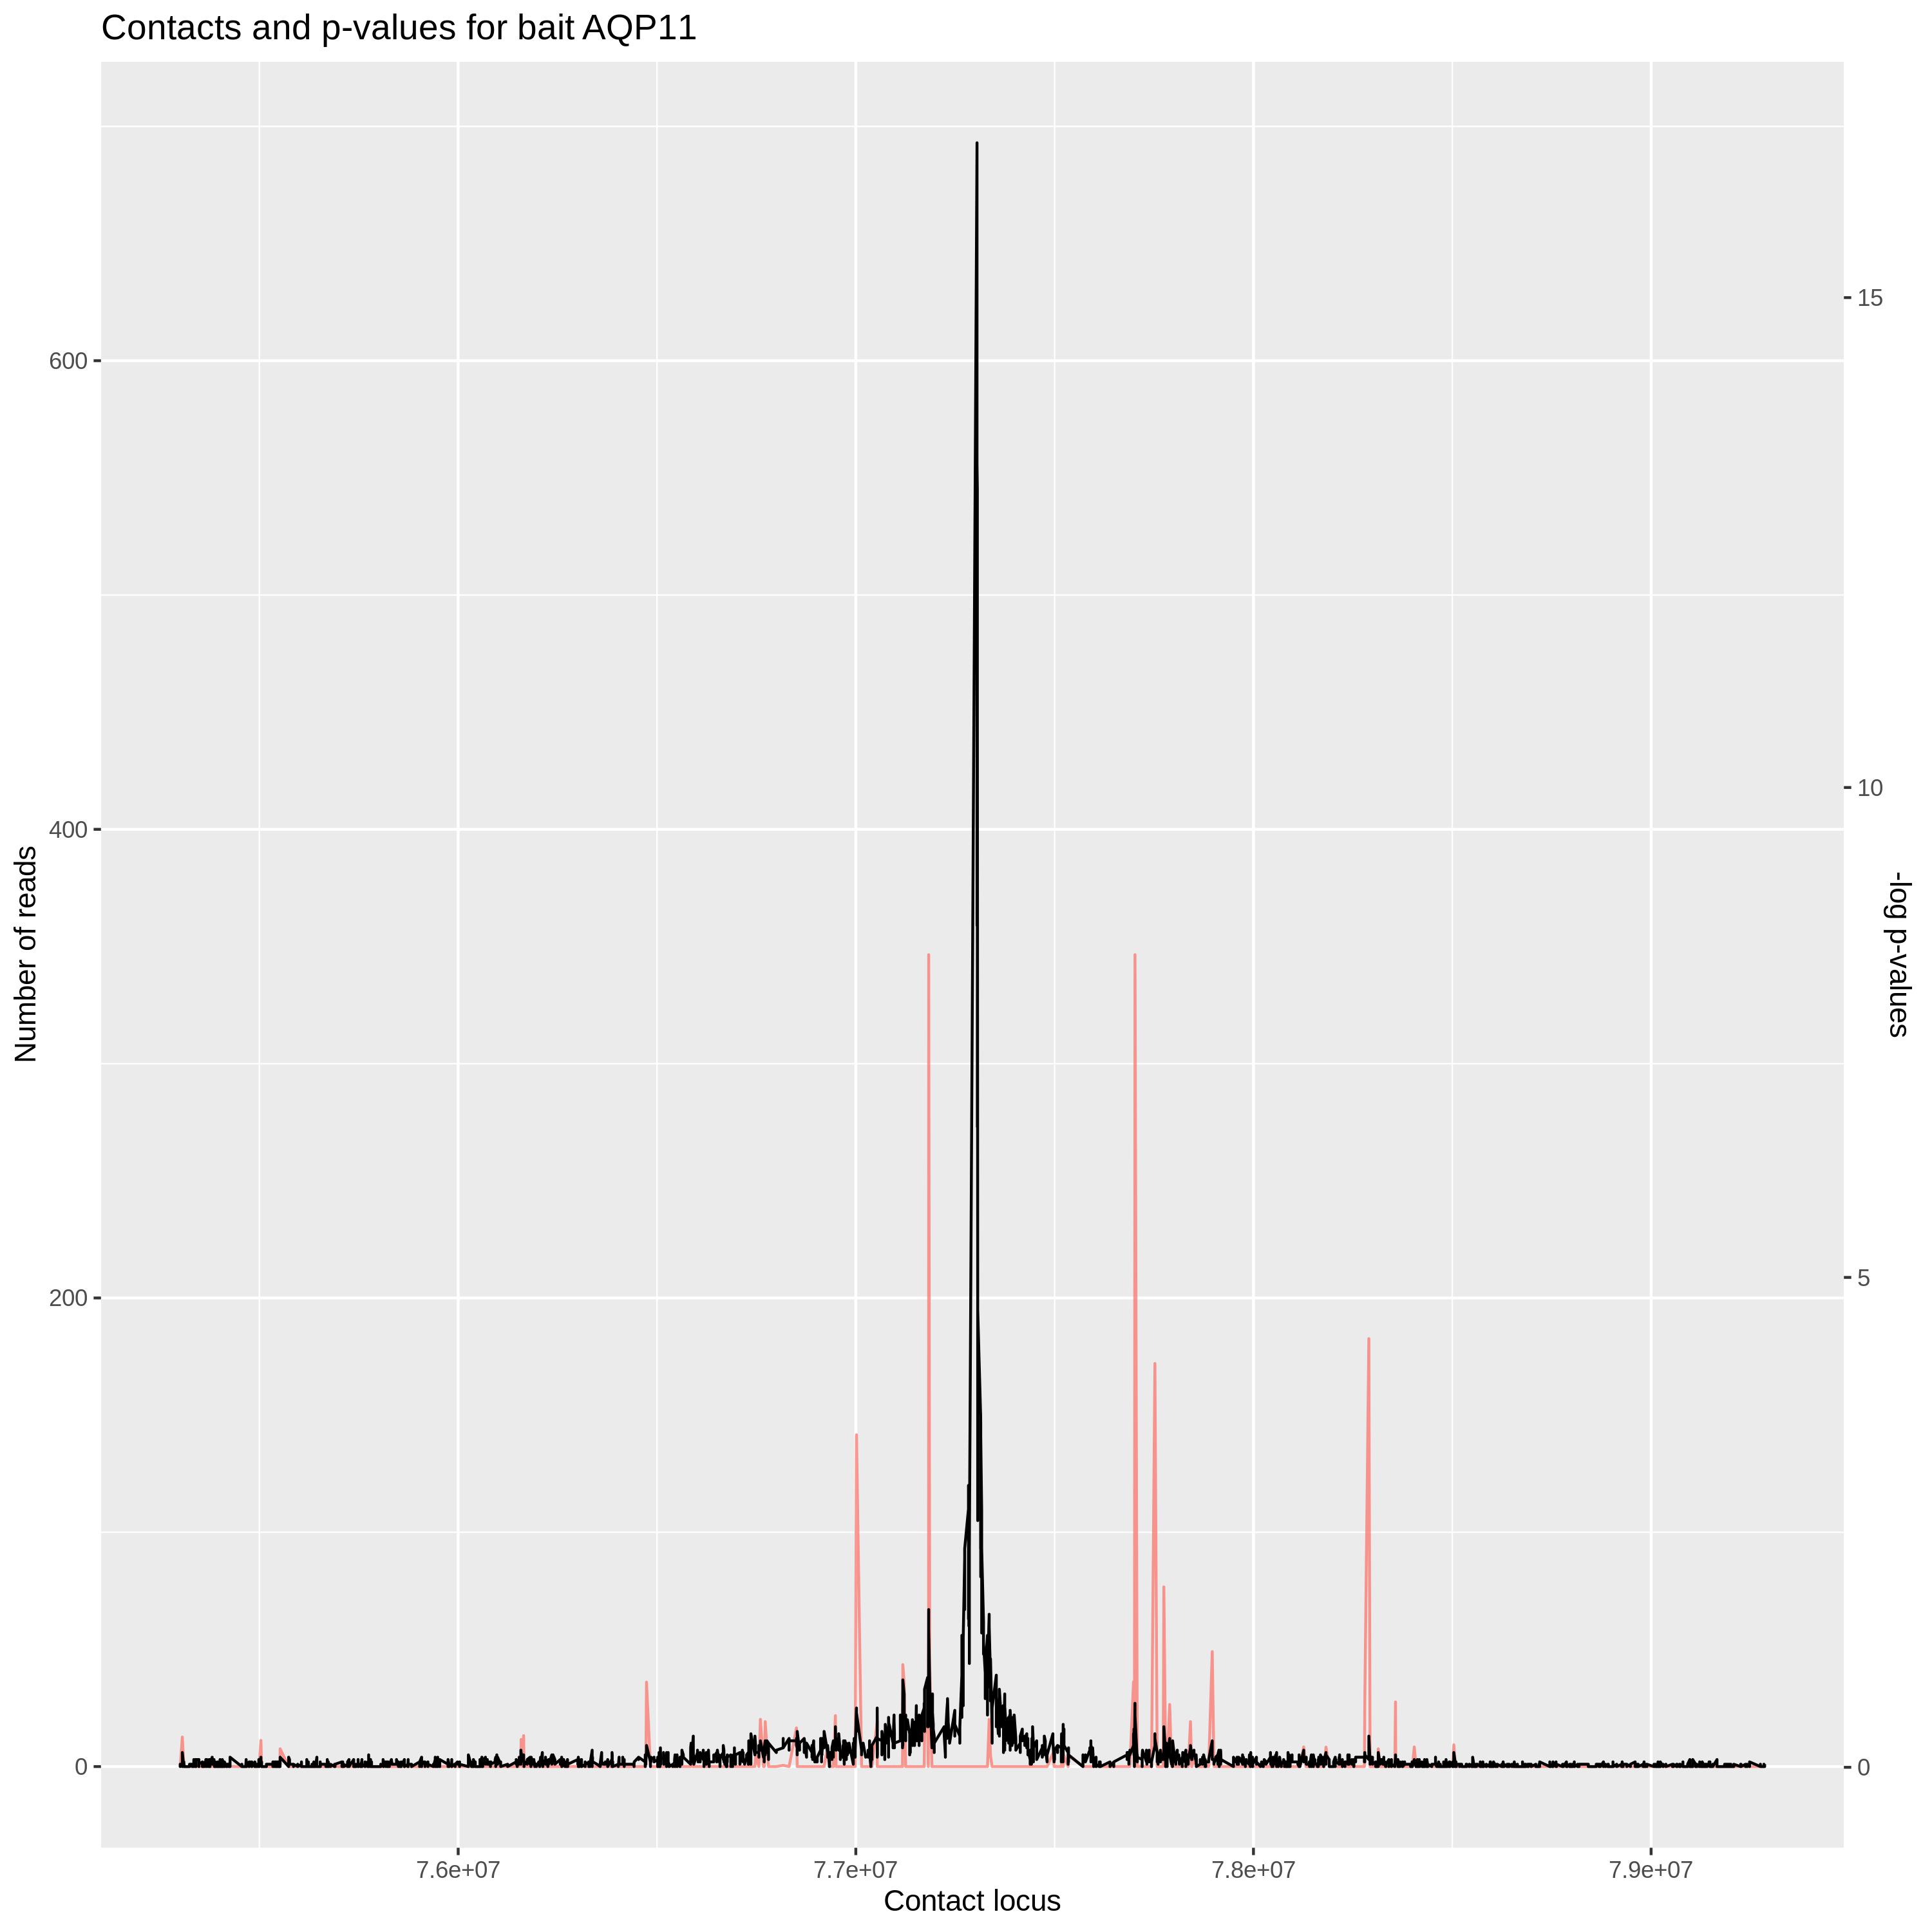 Contacts and p-values for bait AQP11
Number of reads
600
400
200
0
15
10
5
0
-log p-values
7.6e+07
7.7e+07
7.8e+07
7.9e+07
Contact locus